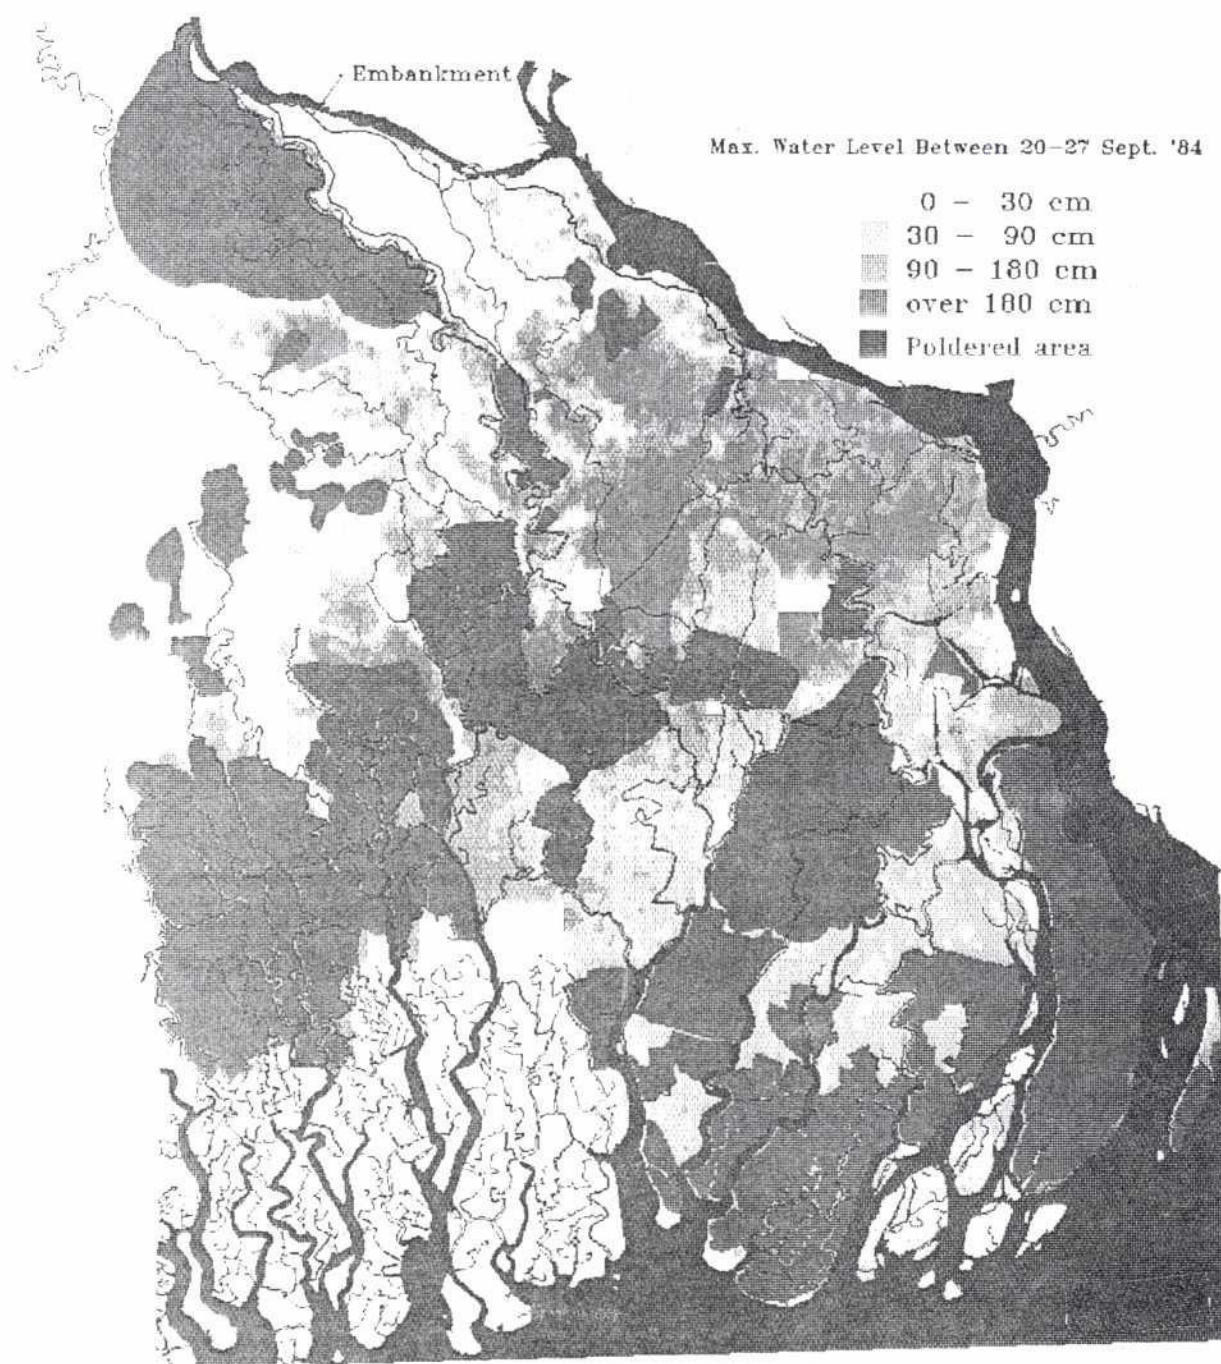 Embankment
Max. Water Level Between 20-27 Sept. '84
0 - 30 cm
30 - 90 cm
90 - 180 cm
over 180 cm
Poldered area